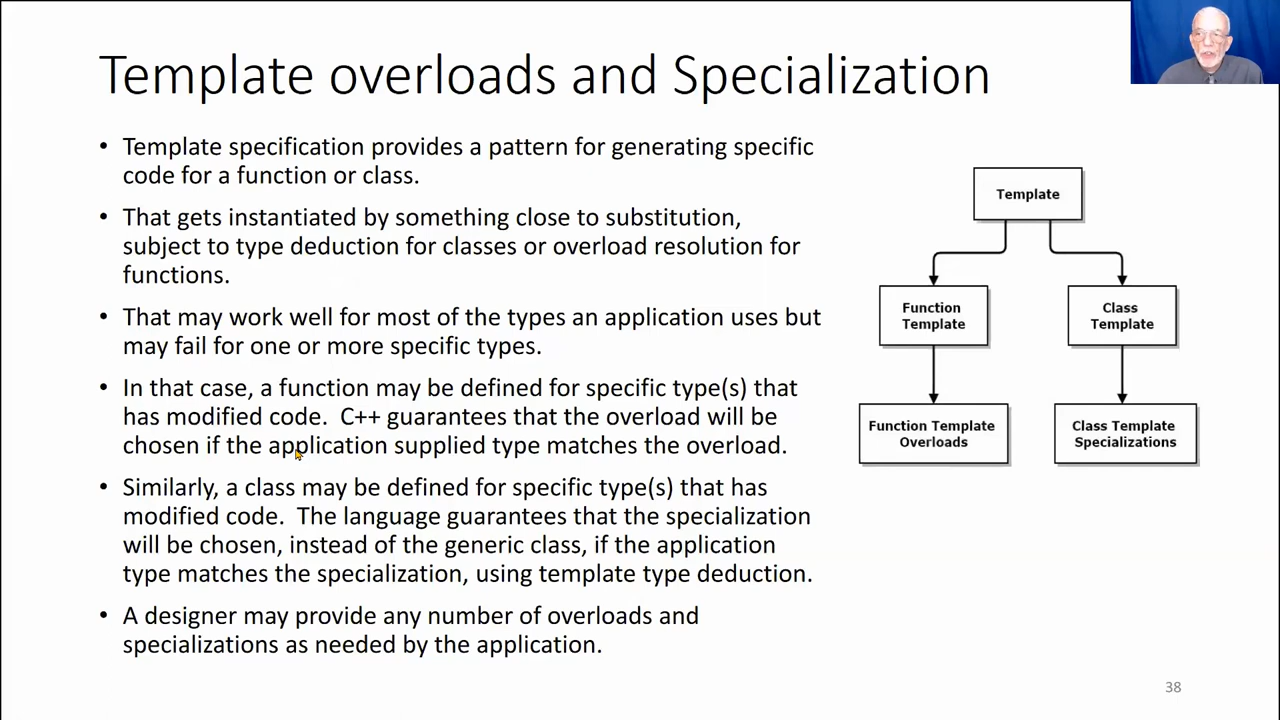 Template overloads and Specialization
• Template specification provides a pattern for generating specific
code for a function or class.
• That gets instantiated by something close to substitution,
subject to type deduction for classes or overload resolution for
functions.
• That may work well for most of the types an application uses but
may fail for one or more specific types.
• In that case, a function may be defined for specific type(s) that
has modified code.  C++ guarantees that the overload will be
chosen if the application supplied type matches the overload.
• Similarly, a class may be defined for specific type(s) that has
modified code.  The language guarantees that the specialization
will be chosen, instead of the generic class, if the application
type matches the specialization, using template type deduction.
• A designer may provide any number of overloads and
specializations as needed by the application.
Template
Function
Template
Class
Template
Function Template
Overloads
Class Template
Specializations
38